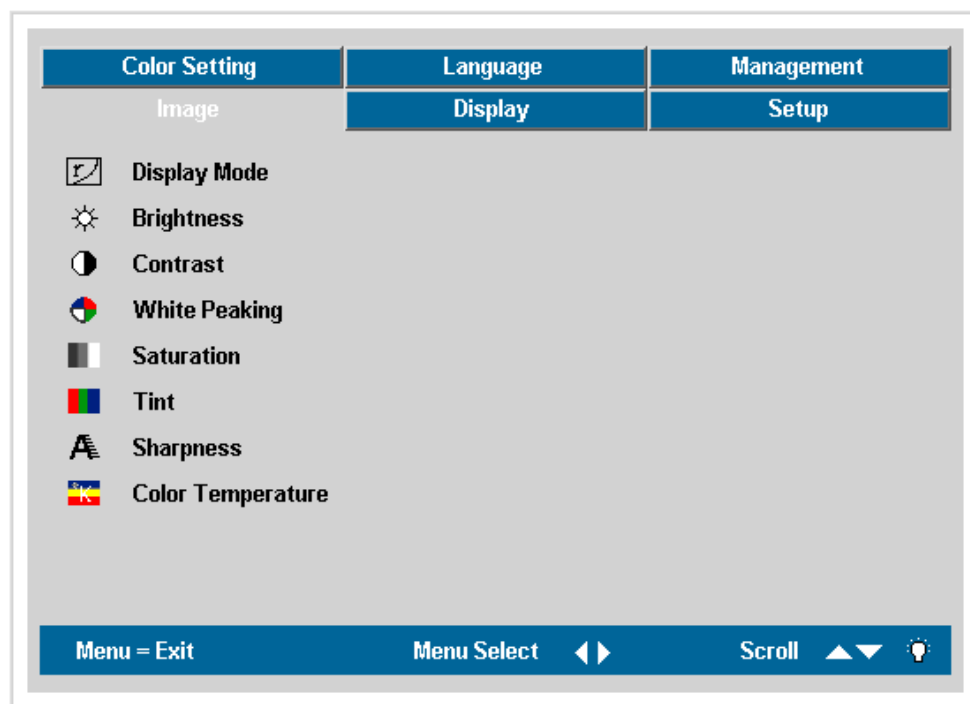 Color Setting Language Management
Image Display Setup
Display Mode
Brightness
Contrast
White Peaking
Saturation
Tint
Sharpness
Color Temperature
Menu = Exit Menu Select Scroll